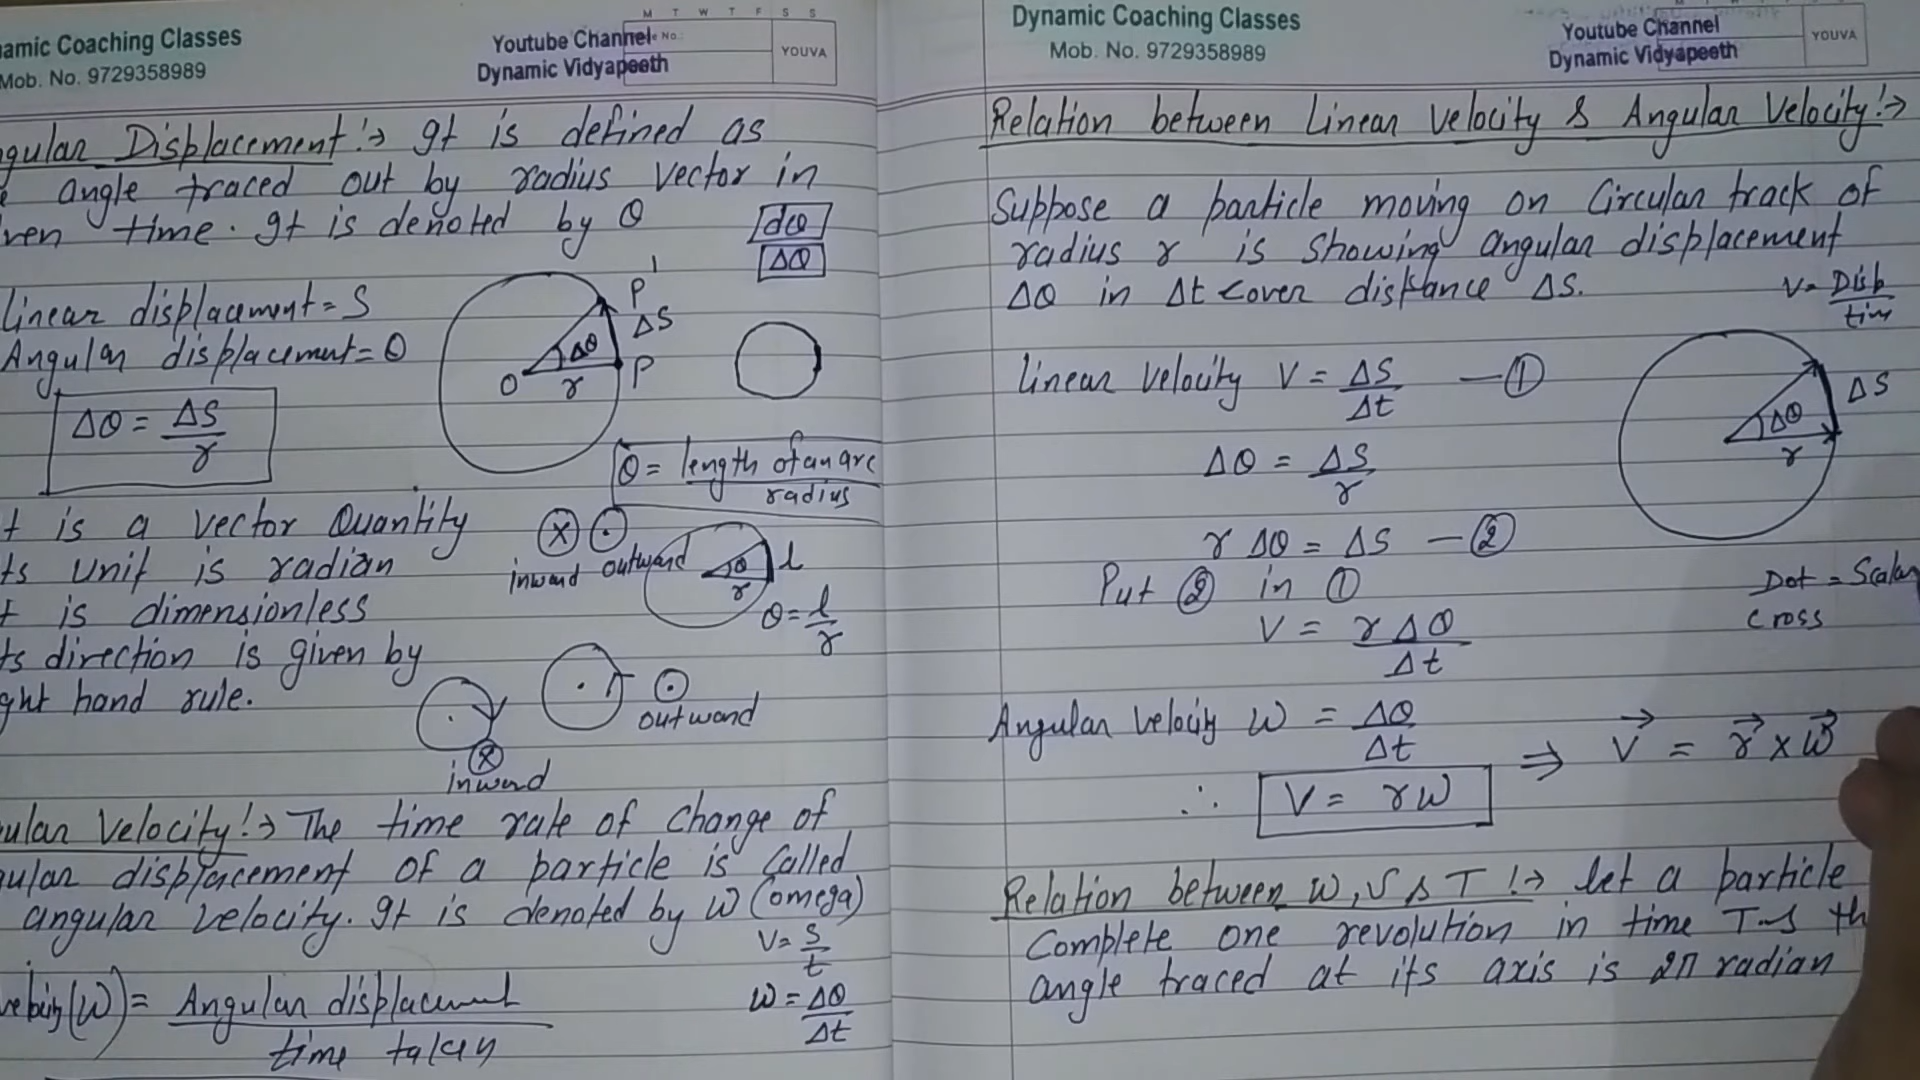 amic Coaching Classes
Mob. No. 9729358989
Youtube Channel
Dynamic Vidyapeeth
M T W T F S S
No.:
YOUVA
gular Displacement :→ It is defined as
angle traced out by radius vector in
ven time. It is denoted by θ
dθ
Δθ
linear displacement = S
Angular displacement = θ
Δθ = ΔS/r
P'
ΔS
Δθ
O
r
P
θ = length of an arc/radius
t is a vector Quantity
ts unit is radian
t is dimensionless
ts direction is given by
ght hand rule.
inward
outward
θ
r
l
θ = l/r
outward
inward
ular Velocity :→ The time rate of change of
gular displacement of a particle is called
angular velocity. It is denoted by ω (omega)
V = S/t
(ω) = Angular displacement/time taken
ω = Δθ/Δt
Dynamic Coaching Classes
Mob. No. 9729358989
Youtube Channel
Dynamic Vidyapeeth
YOUVA
Relation between Linear Velocity & Angular Velocity :→
Suppose a particle moving on Circular track of
radius r is showing angular displacement
Δθ in Δt cover distance ΔS.
V = Disp/tim
linear velocity V = ΔS/Δt —①
Δθ = ΔS/r
r Δθ = ΔS —②
Δθ
r
ΔS
Put ② in ①
V = rΔθ/Δt
Dot = Scalar
Cross
Angular velocity ω = Δθ/Δt
∴ V = rω ⇒ V⃗ = r⃗ × ω⃗
Relation between ω, V & T :→ let a particle
Complete one revolution in time T
angle traced at its axis is 2π radian